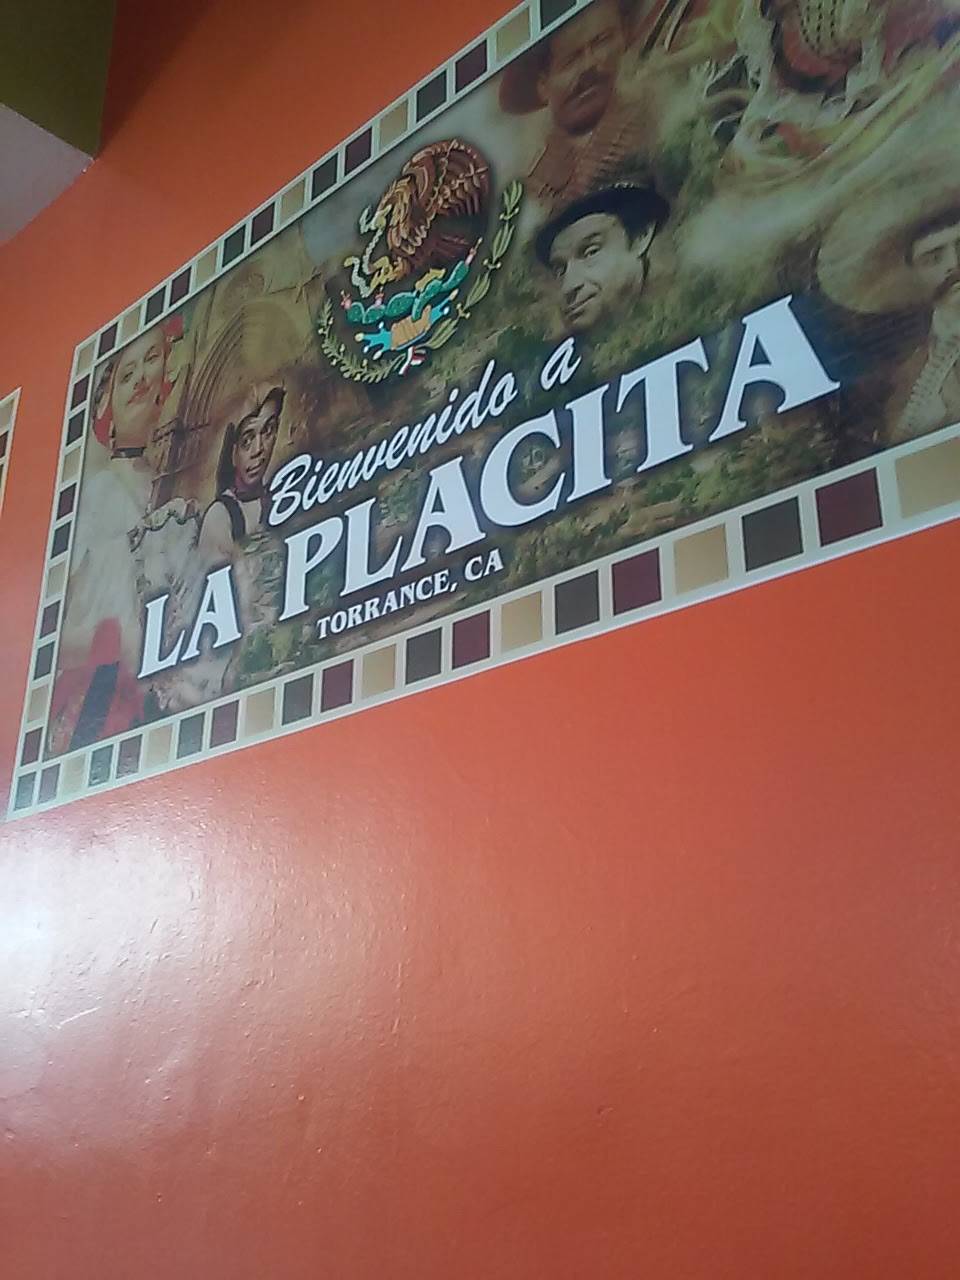 Bienvenido a
LA PLACITA
TORRANCE, CA